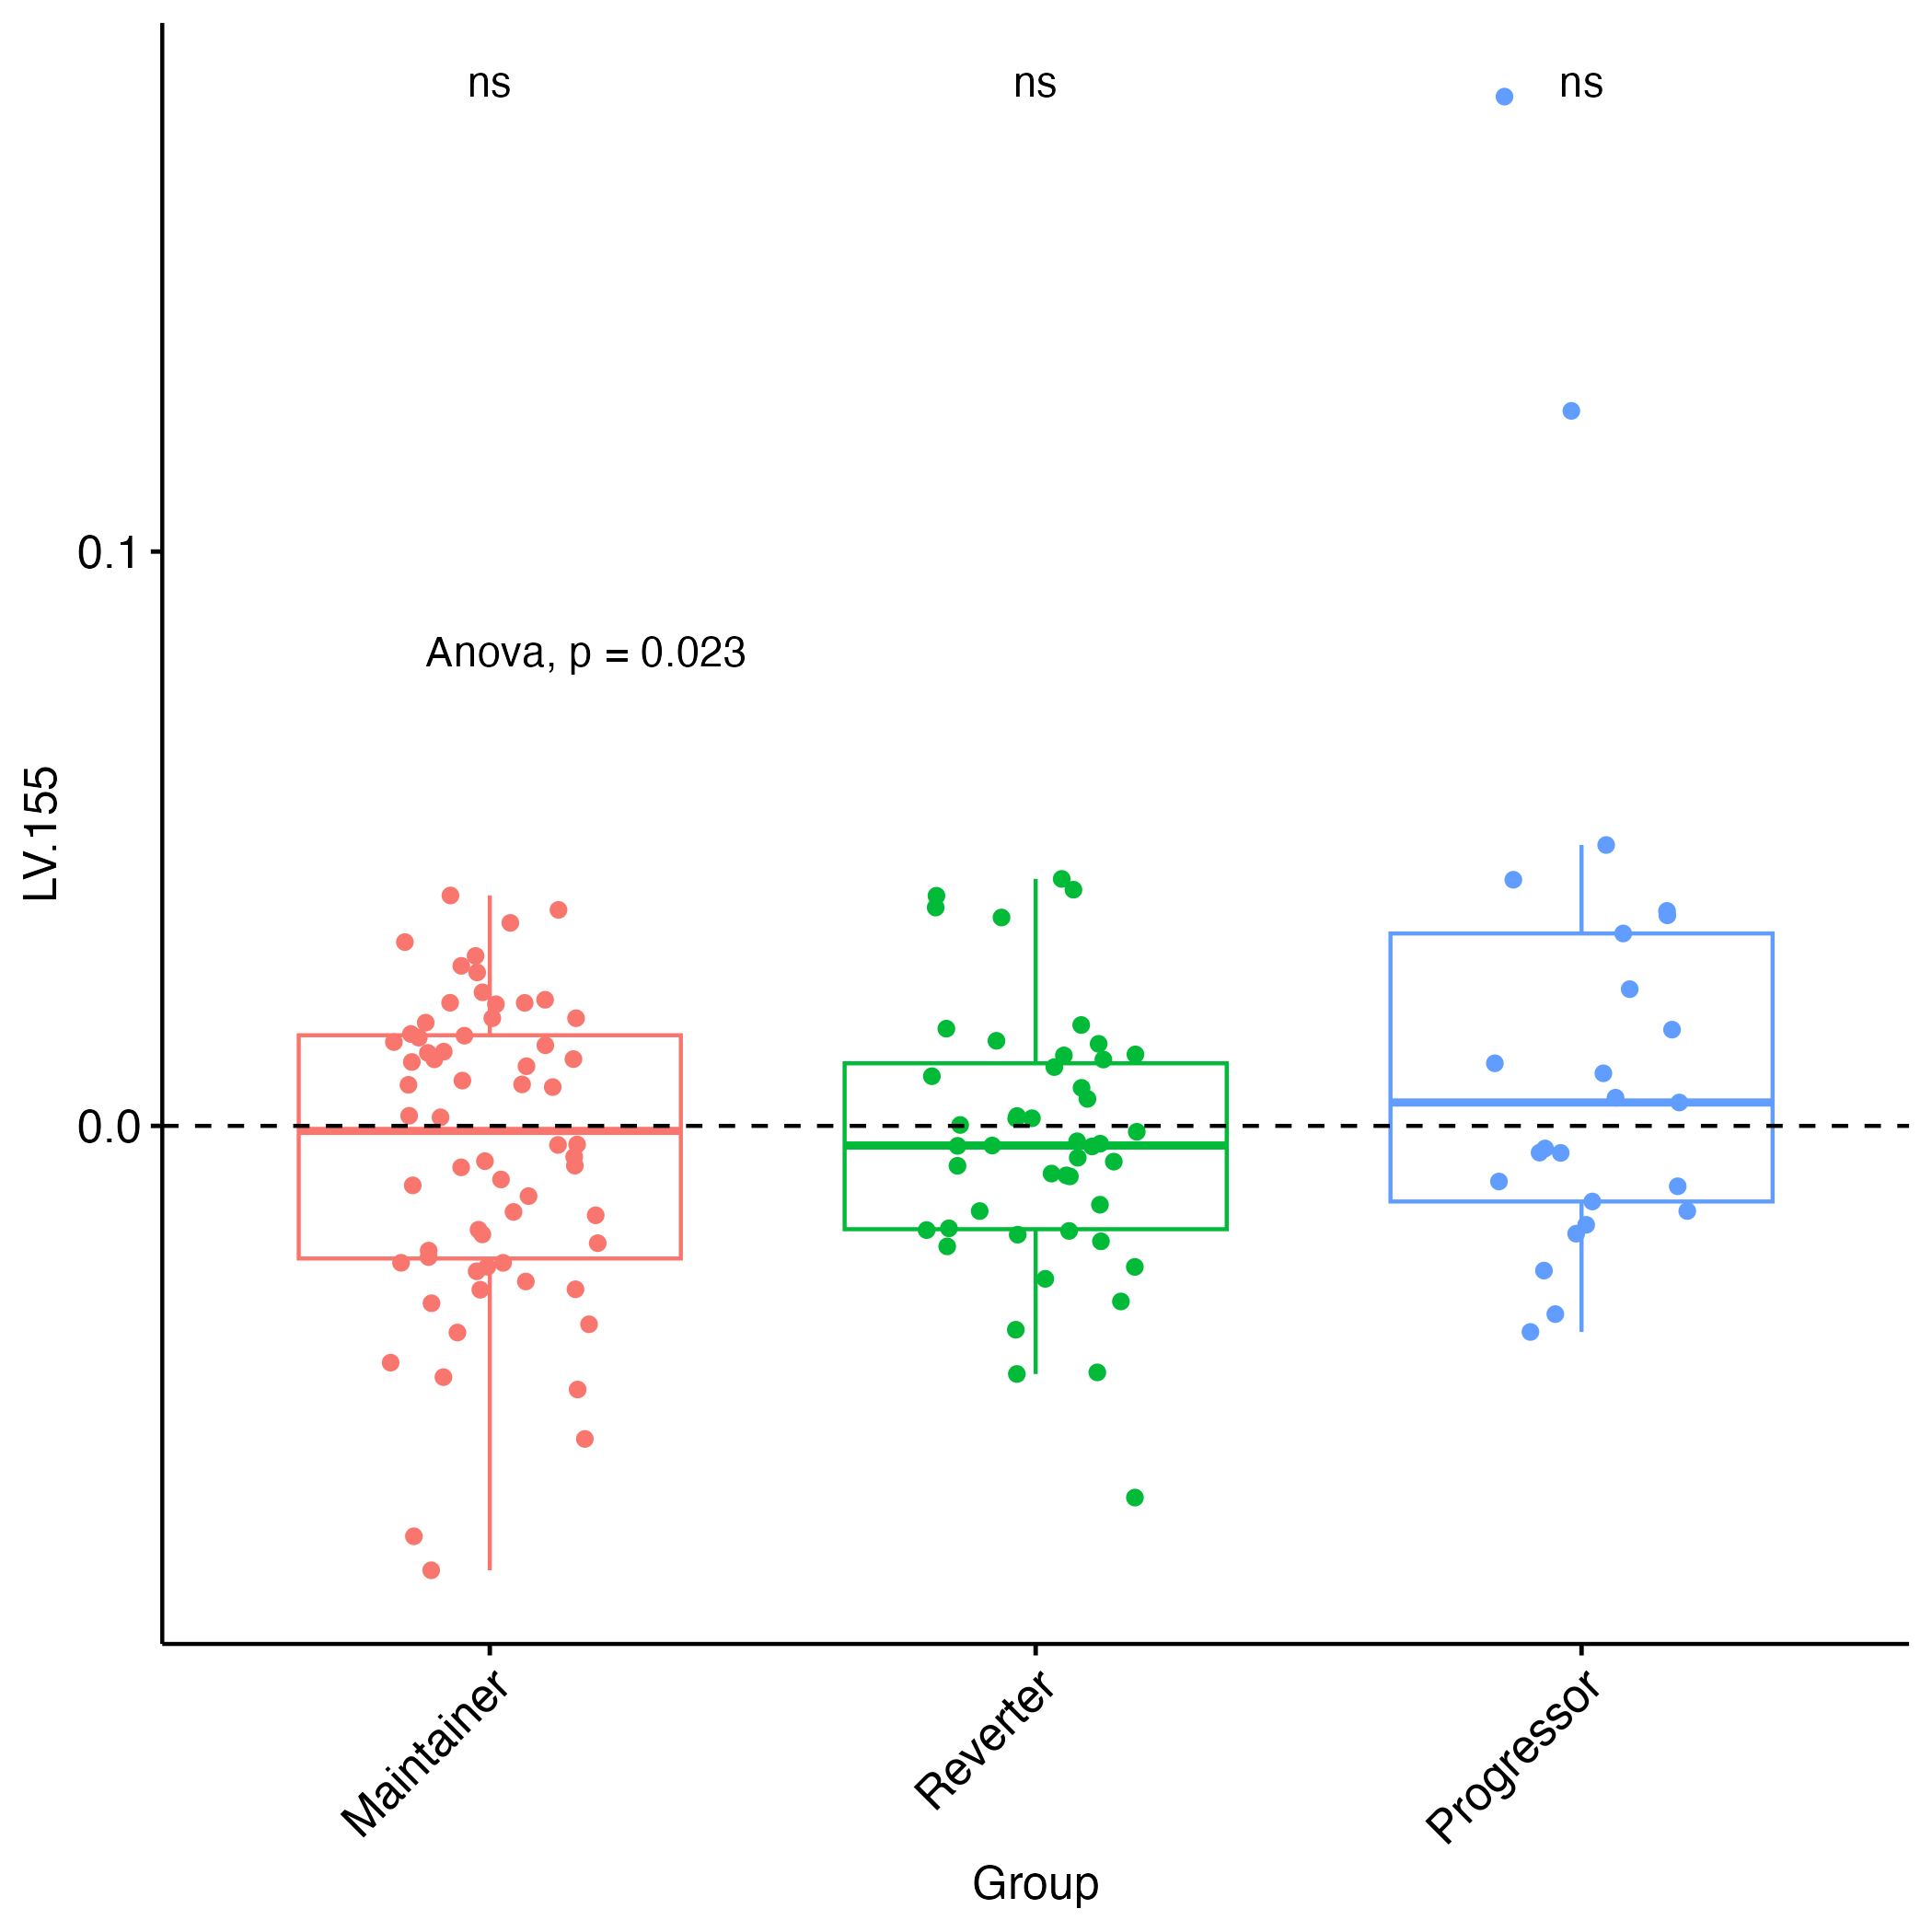 ns ns ns
0.1
Anova, p = 0.023
LV.155
0.0
Maintainer
Reverter
Progressor
Group